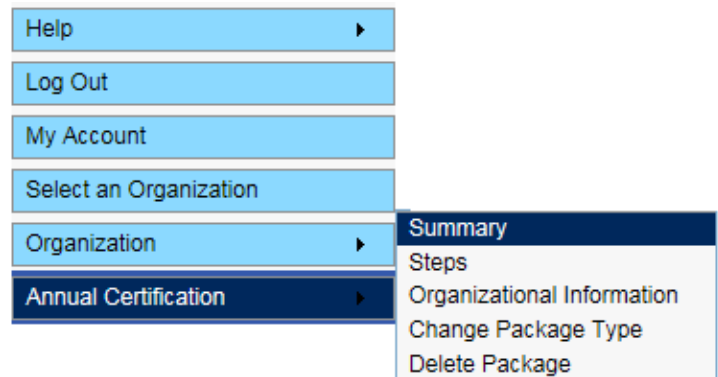 Help
Log Out
My Account
Select an Organization
Organization
Annual Certification
Summary
Steps
Organizational Information
Change Package Type
Delete Package